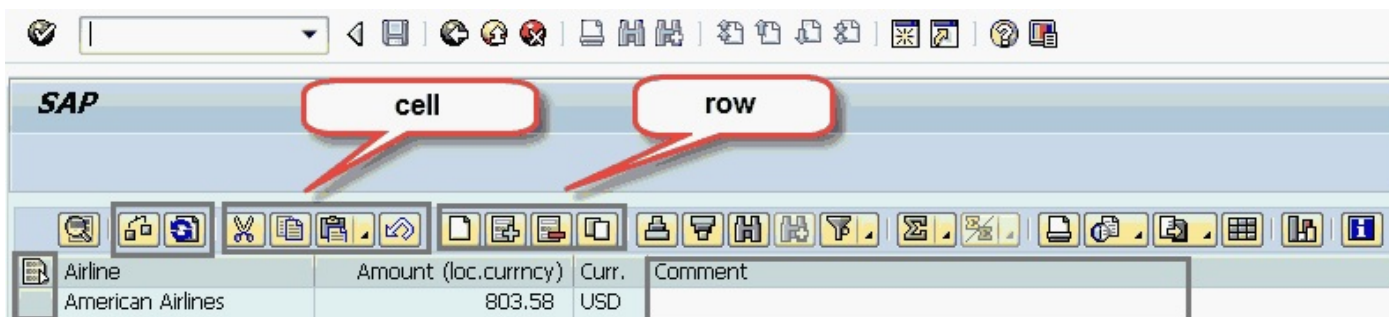 SAP
cell
row
Airline Amount (loc.currncy) Curr. Comment
American Airlines 803.58 USD